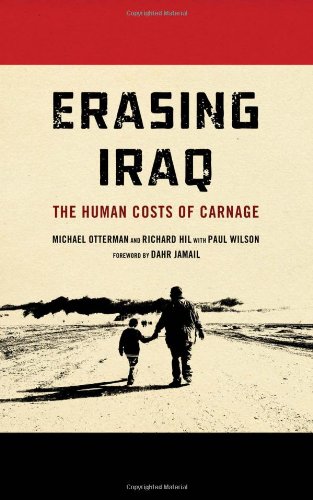 ERASING
IRAQ
THE HUMAN COSTS OF CARNAGE
MICHAEL OTTERMAN AND RICHARD HIL WITH PAUL WILSON
FOREWORD BY DAHR JAMAIL